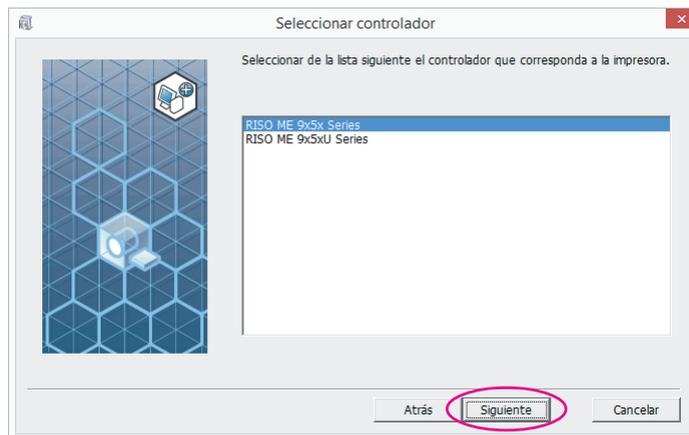 Seleccionar controlador
Seleccionar de la lista siguiente el controlador que corresponda a la impresora.
RISO ME 9x5x Series
RISO ME 9x5xU Series
Atrás Siguiente Cancelar